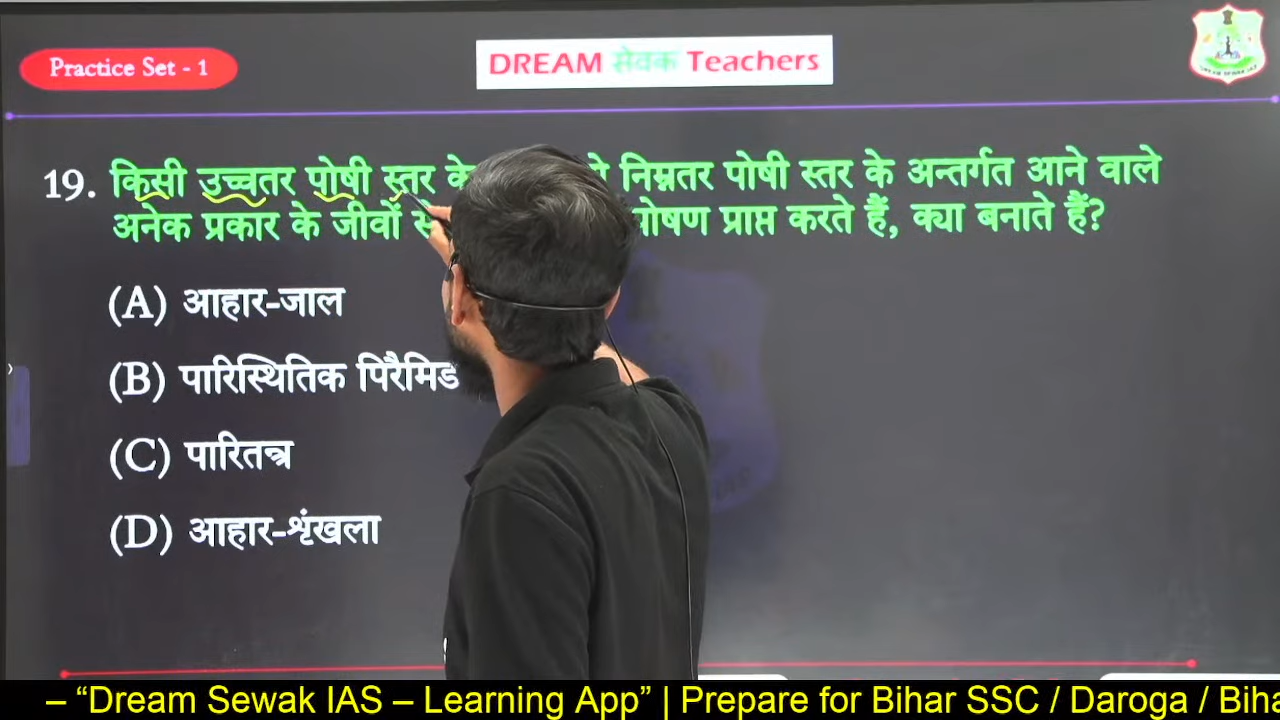 Practice Set - 1
DREAM सेवक Teachers
19. किसी उच्चतर पोषी स्तर के निम्नतर पोषी स्तर के अन्तर्गत आने वाले
अनेक प्रकार के जीवों से पोषण प्राप्त करते हैं, क्या बनाते हैं?
(A) आहार-जाल
(B) पारिस्थितिक पिरैमिड
(C) पारितन्त्र
(D) आहार-शृंखला
– “Dream Sewak IAS – Learning App” | Prepare for Bihar SSC / Daroga /